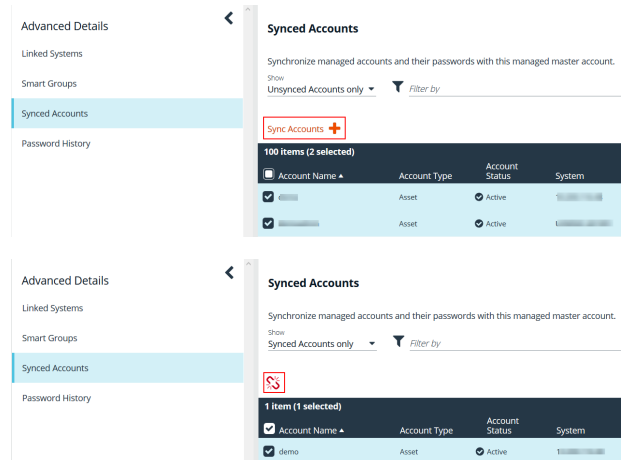 Advanced Details
Linked Systems
Smart Groups
Synced Accounts
Password History
Synced Accounts
Synchronize managed accounts and their passwords with this managed master account.
Show
Unsynced Accounts only
Filter by
Sync Accounts
100 items (2 selected)
Account Name Account Type Account Status System
Asset Active
Asset Active
Advanced Details
Linked Systems
Smart Groups
Synced Accounts
Password History
Synced Accounts
Synchronize managed accounts and their passwords with this managed master account.
Show
Synced Accounts only
Filter by
1 item (1 selected)
Account Name Account Type Account Status System
demo Asset Active